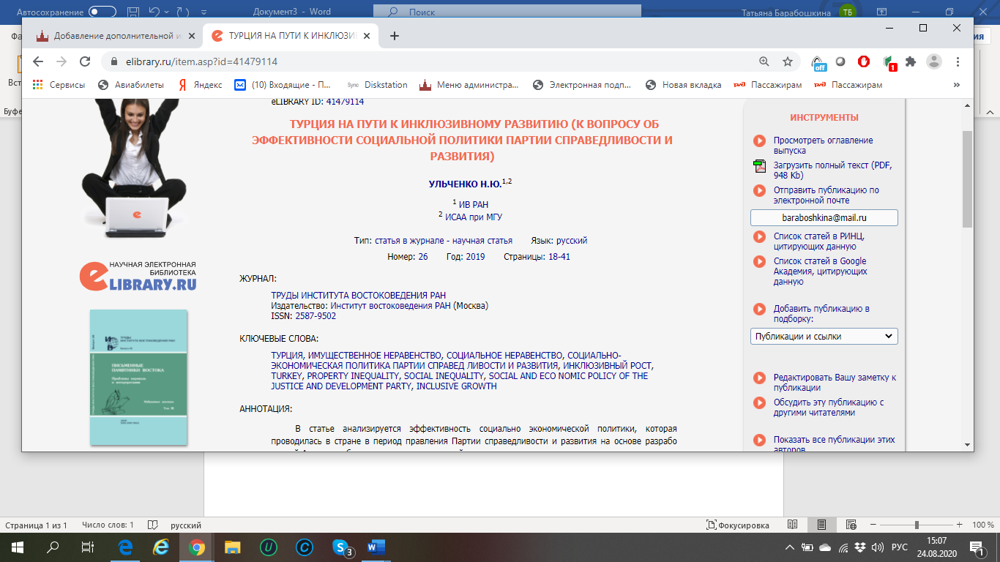 Автосохранение
Документ3 - Word
Поиск
Татьяна Барабошкина
ТБ
Добавление дополнительной и
ТУРЦИЯ НА ПУТИ К ИНКЛЮЗИ
elibrary.ru/item.asp?id=41479114
off
1
Сервисы
Авиабилеты
Яндекс
(10) Входящие - П...
Sync
Diskstation
Меню администра...
Электронная подп...
Новая вкладка
Пассажирам
Пассажирам
»
eLIBRARY ID: 41479114
ТУРЦИЯ НА ПУТИ К ИНКЛЮЗИВНОМУ РАЗВИТИЮ (К ВОПРОСУ ОБ
ЭФФЕКТИВНОСТИ СОЦИАЛЬНОЙ ПОЛИТИКИ ПАРТИИ СПРАВЕДЛИВОСТИ И
РАЗВИТИЯ)
УЛЬЧЕНКО Н.Ю.1,2
1 ИВ РАН
2 ИСАА при МГУ
Тип: статья в журнале - научная статья Язык: русский
Номер: 26 Год: 2019 Страницы: 18-41
ЖУРНАЛ:
ТРУДЫ ИНСТИТУТА ВОСТОКОВЕДЕНИЯ РАН
Издательство: Институт востоковедения РАН (Москва)
ISSN: 2587-9502
КЛЮЧЕВЫЕ СЛОВА:
ТУРЦИЯ, ИМУЩЕСТВЕННОЕ НЕРАВЕНСТВО, СОЦИАЛЬНОЕ НЕРАВЕНСТВО, СОЦИАЛЬНО-
ЭКОНОМИЧЕСКАЯ ПОЛИТИКА ПАРТИИ СПРАВЕД ЛИВОСТИ И РАЗВИТИЯ, ИНКЛЮЗИВНЫЙ РОСТ,
TURKEY, PROPERTY INEQUALITY, SOCIAL INEQUALITY, SOCIAL AND ECO NOMIC POLICY OF THE
JUSTICE AND DEVELOPMENT PARTY, INCLUSIVE GROWTH
АННОТАЦИЯ:
В статье анализируется эффективность социально экономической политики, которая
проводилась в стране в период правления Партии справедливости и развития на основе разрабо
НАУЧНАЯ ЭЛЕКТРОННАЯ
БИБЛИОТЕКА
eLIBRARY.RU
ТРУДЫ
ИНСТИТУТА ВОСТОКОВЕДЕНИЯ РАН
ПИСЬМЕННЫЕ
ПАМЯТНИКИ ВОСТОКА
ИНСТРУМЕНТЫ
Просмотреть оглавление
выпуска
Загрузить полный текст (PDF,
948 Kb)
Отправить публикацию по
электронной почте
baraboshkina@mail.ru
Список статей в РИНЦ,
цитирующих данную
Список статей в Google
Академия, цитирующих
данную
Добавить публикацию в
подборку:
Публикации и ссылки
Редактировать Вашу заметку к
публикации
Обсудить эту публикацию с
другими читателями
Показать все публикации этих
авторов
Страница 1 из 1
Число слов: 1
русский
Фокусировка
100 %
3
РУС
15:07
24.08.2020
1